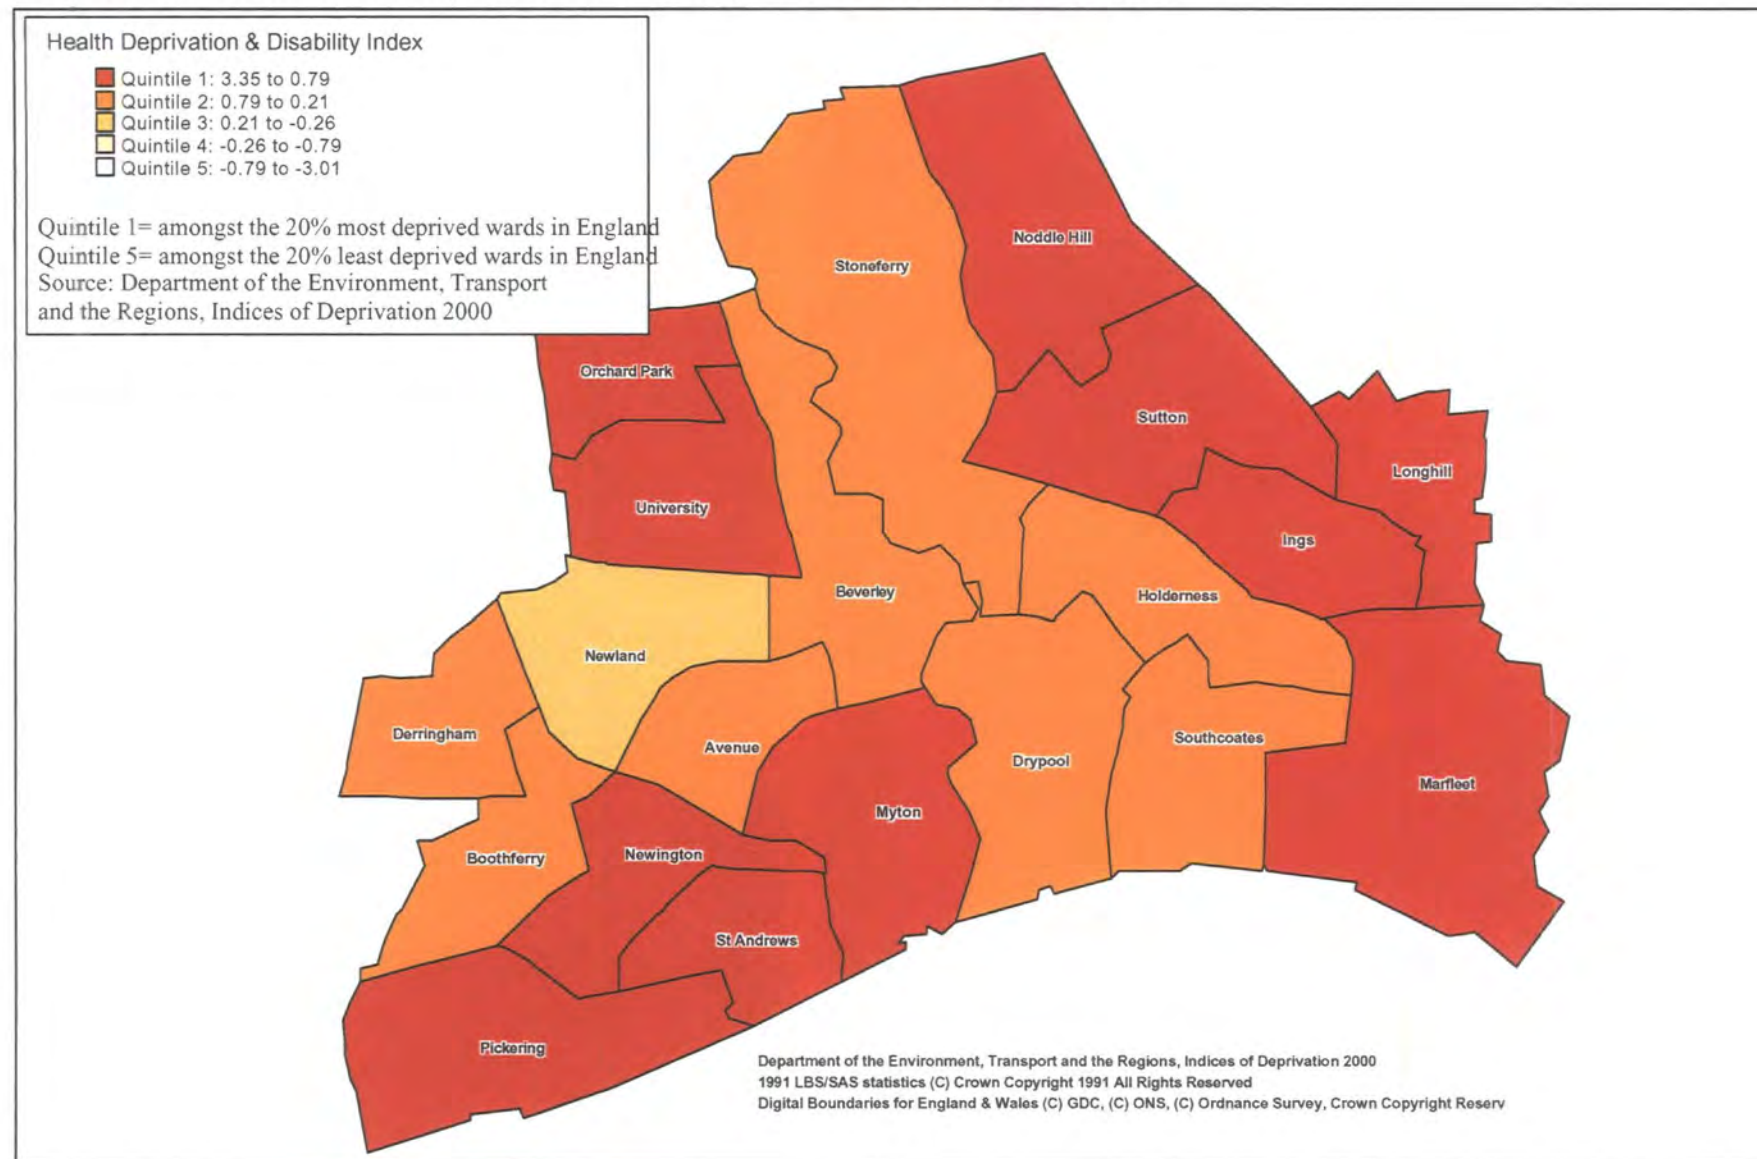 Health Deprivation & Disability Index
Quintile 1: 3.35 to 0.79
Quintile 2: 0.79 to 0.21
Quintile 3: 0.21 to -0.26
Quintile 4: -0.26 to -0.79
Quintile 5: -0.79 to -3.01
Quintile 1= amongst the 20% most deprived wards in England
Quintile 5= amongst the 20% least deprived wards in England
Source: Department of the Environment, Transport
and the Regions, Indices of Deprivation 2000
Noddle Hill
Stoneferry
Orchard Park
Sutton
Longhill
University
Ings
Beverley
Holderness
Newland
Derringham
Avenue
Southcoates
Drypool
Marfleet
Myton
Newington
Boothferry
St Andrews
Pickering
Department of the Environment, Transport and the Regions, Indices of Deprivation 2000
1991 LBS/SAS statistics (C) Crown Copyright 1991 All Rights Reserved
Digital Boundaries for England & Wales (C) GDC, (C) ONS, (C) Ordnance Survey, Crown Copyright Reserv